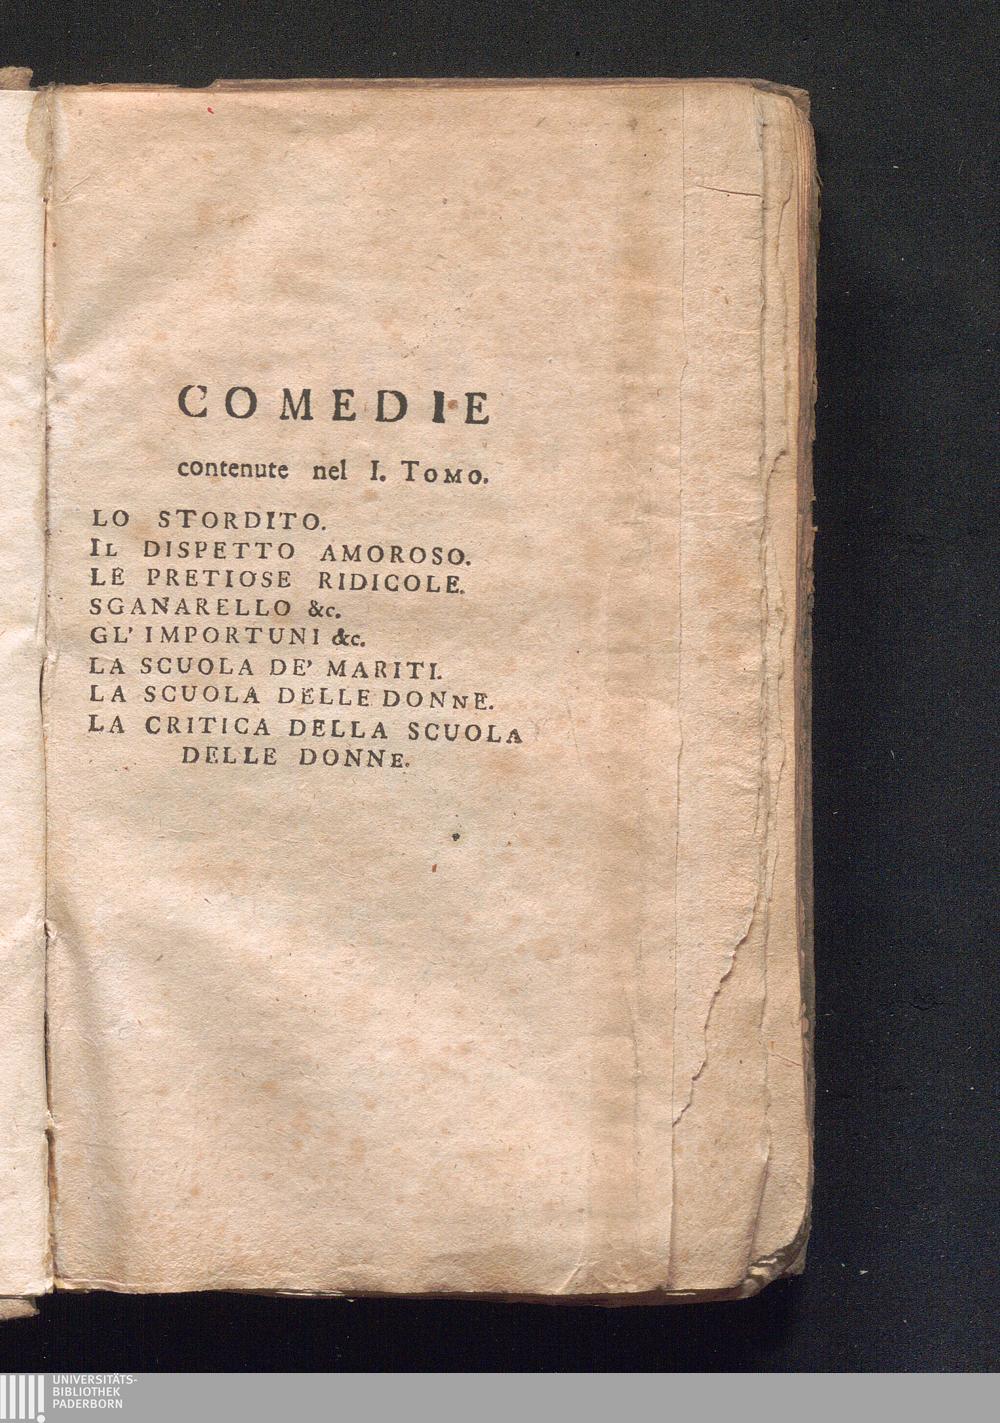 COMEDIE
contenute nel I. TOMO.
LO STORDITO.
IL DISPETTO AMOROSO.
LE PRETIOSE RIDICOLE.
SGANARELLO &c.
GL' IMPORTUNI &c.
LA SCUOLA DE' MARITI.
LA SCUOLA DELLE DONNE.
LA CRITICA DELLA SCUOLA
DELLE DONNE.
UNIVERSITÄTS-
BIBLIOTHEK
PADERBORN